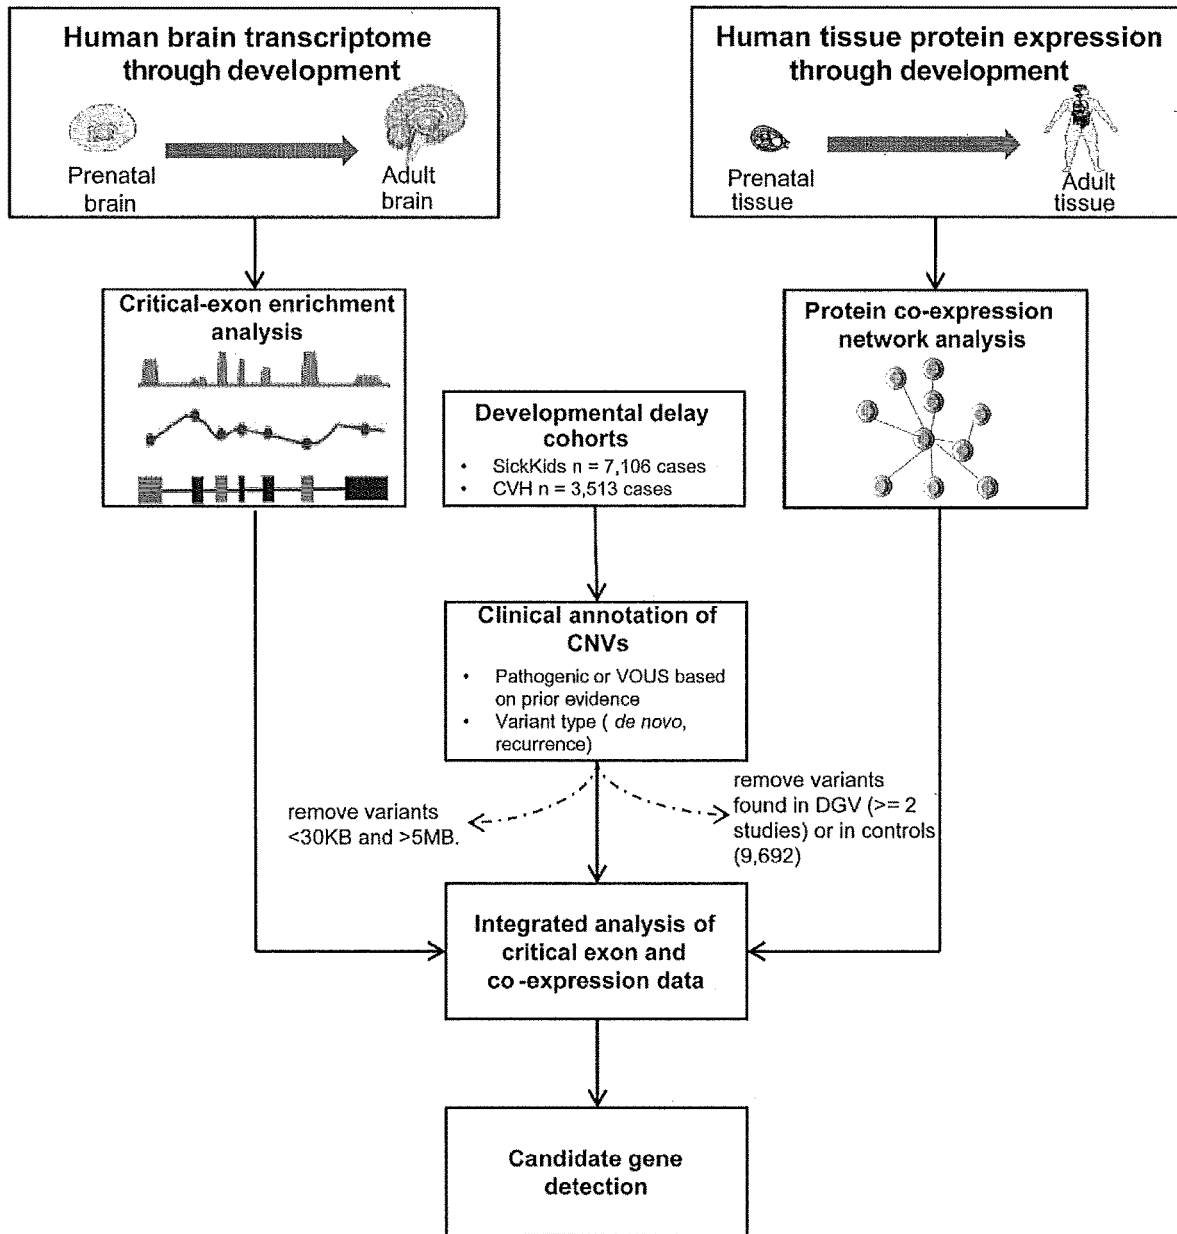 Human brain transcriptome
through development
Prenatal
brain
Adult
brain
Human tissue protein expression
through development
Prenatal
tissue
Adult
tissue
Critical-exon enrichment
analysis
Protein co-expression
network analysis
Developmental delay
cohorts
• SickKids n = 7,106 cases
• CVH n = 3,513 cases
Clinical annotation of
CNVs
• Pathogenic or VOUS based
on prior evidence
• Variant type ( de novo,
recurrence)
remove variants
<30KB and >5MB.
remove variants
found in DGV (>= 2
studies) or in controls
(9,692)
Integrated analysis of
critical exon and
co-expression data
Candidate gene
detection